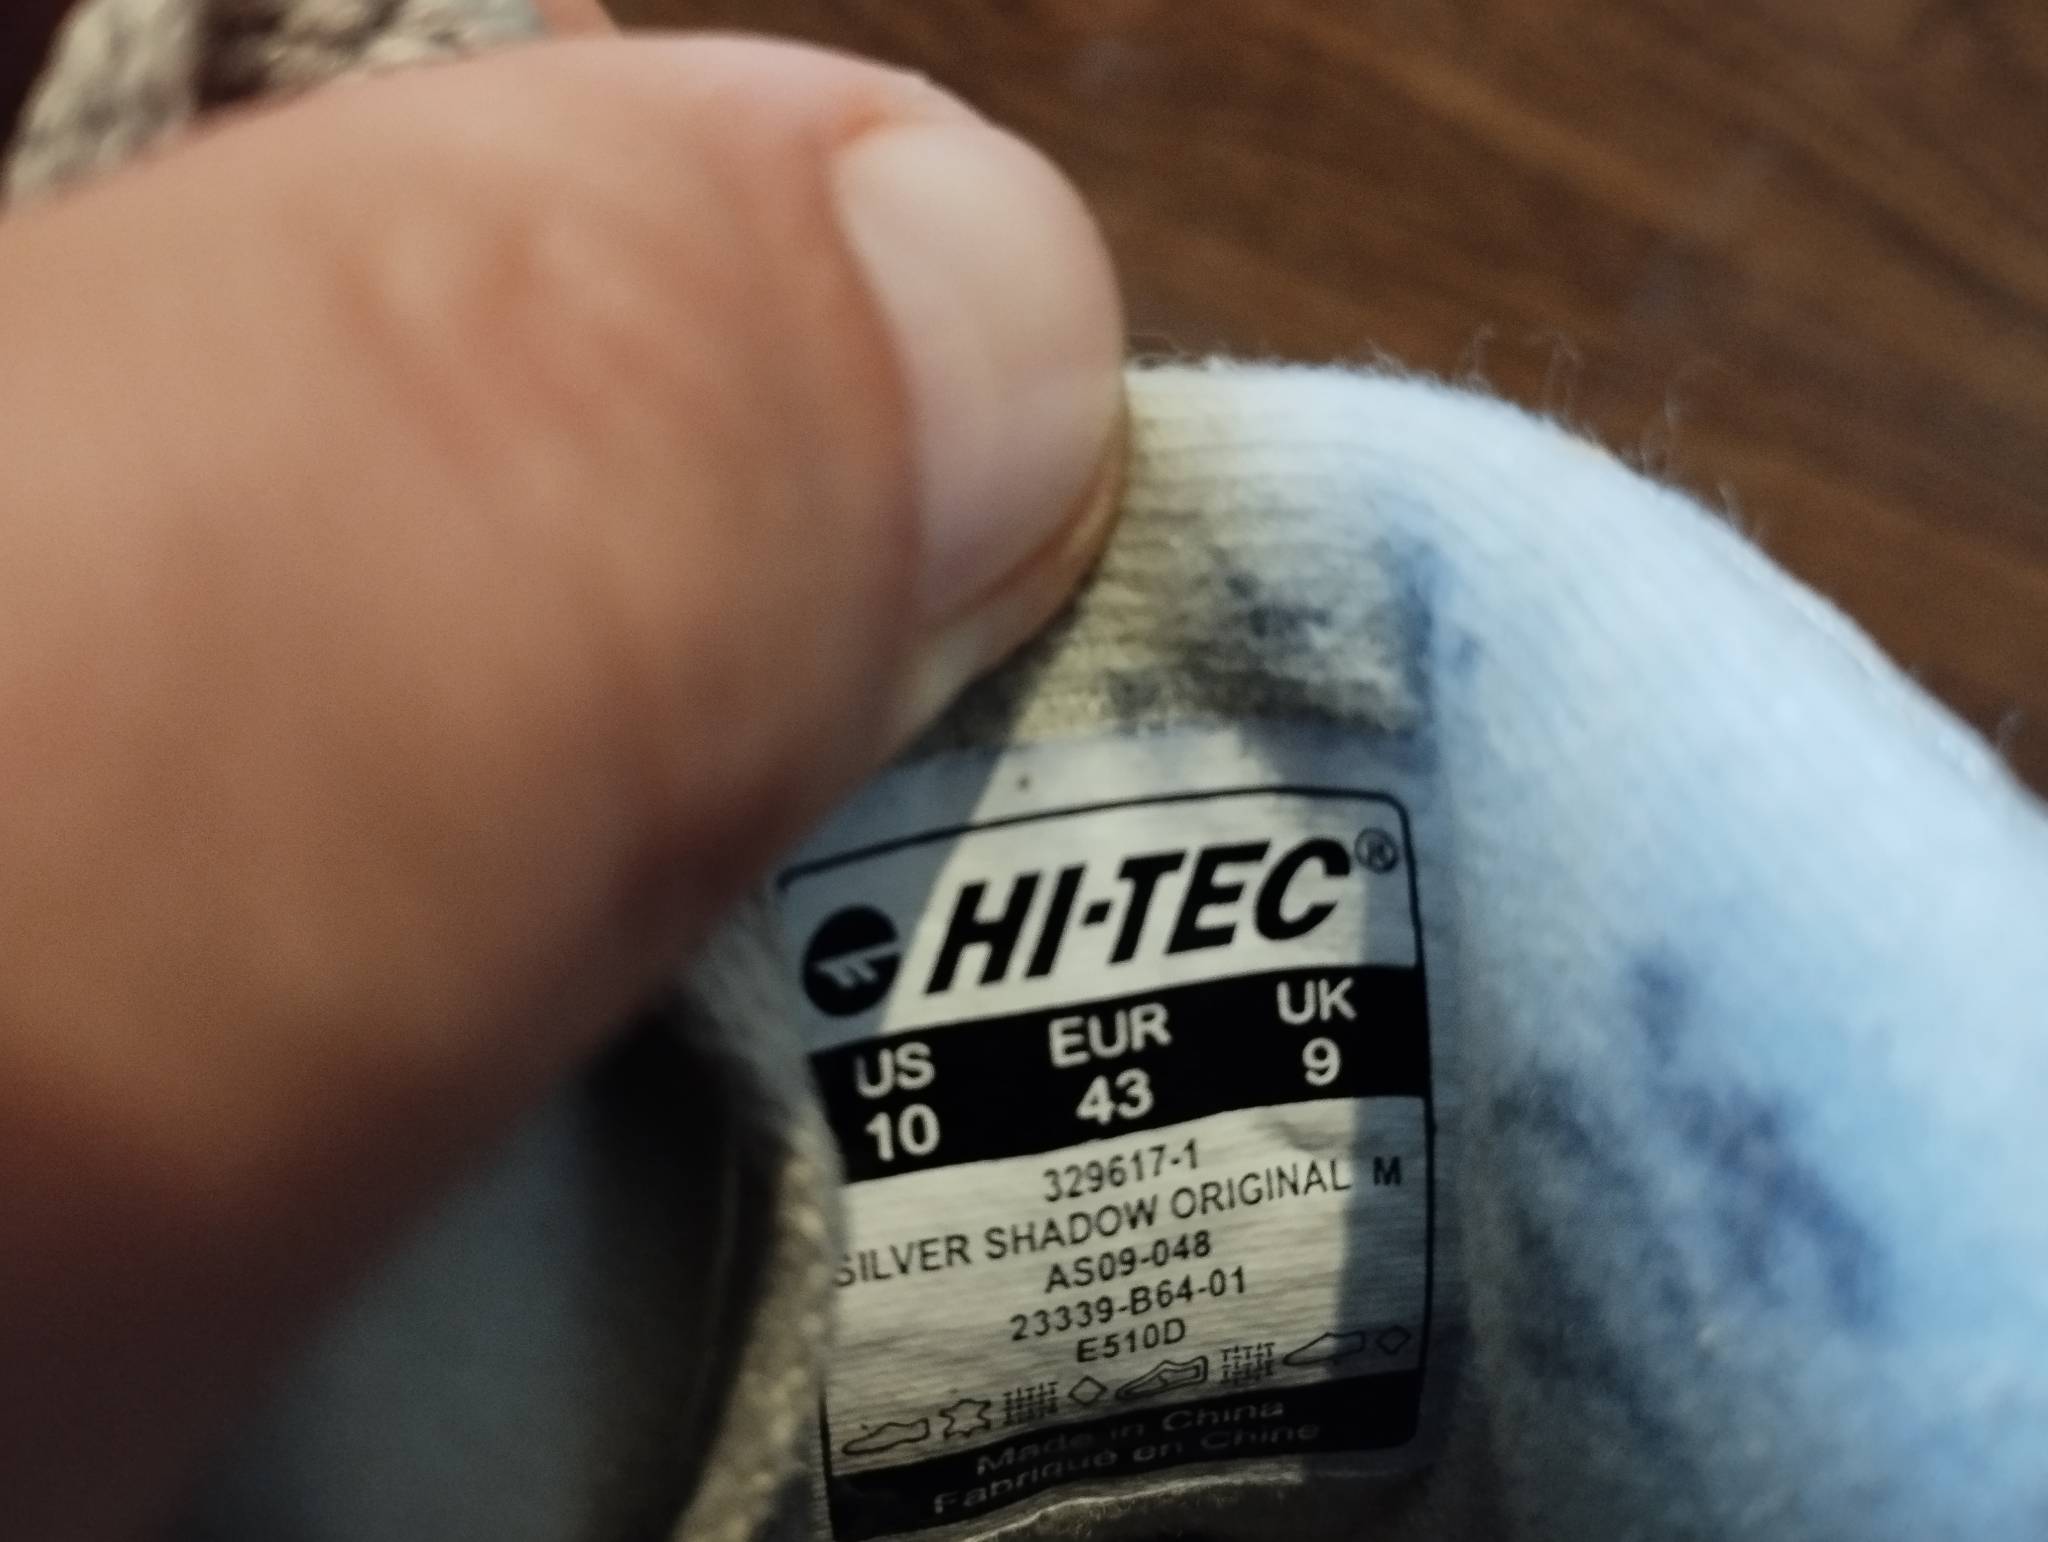 HI-TEC®
US EUR UK
10 43 9
329617-1
SILVER SHADOW ORIGINAL M
AS09-048
23339-B64-01
E510D
Made in China
Fabriqué en Chine